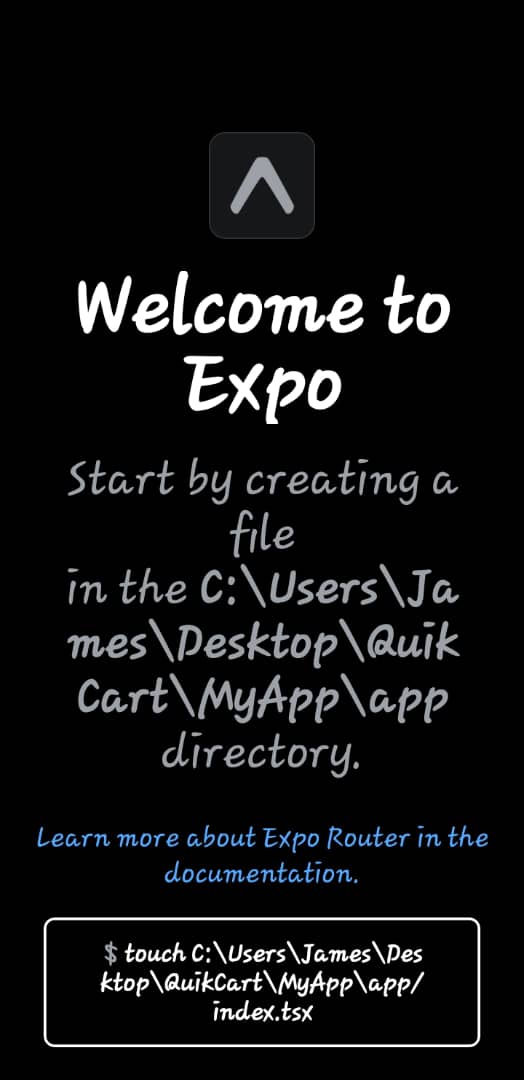 Welcome to
Expo
Start by creating a
file
in the C:\Users\Ja
mes\Desktop\Quik
Cart\MyApp\app
directory.
Learn more about Expo Router in the
documentation.
$ touch C:\Users\James\Des
ktop\QuikCart\MyApp\app/
index.tsx